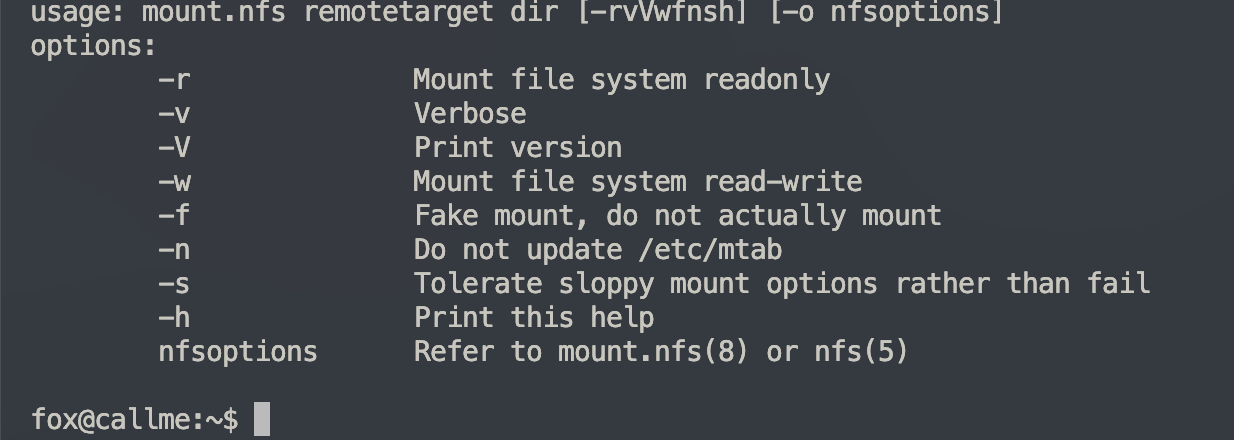 usage: mount.nfs remotetarget dir [-rvVwfnsh] [-o nfsoptions]
options:
-r Mount file system readonly
-v Verbose
-V Print version
-w Mount file system read-write
-f Fake mount, do not actually mount
-n Do not update /etc/mtab
-s Tolerate sloppy mount options rather than fail
-h Print this help
nfsoptions Refer to mount.nfs(8) or nfs(5)
fox@callme:~$